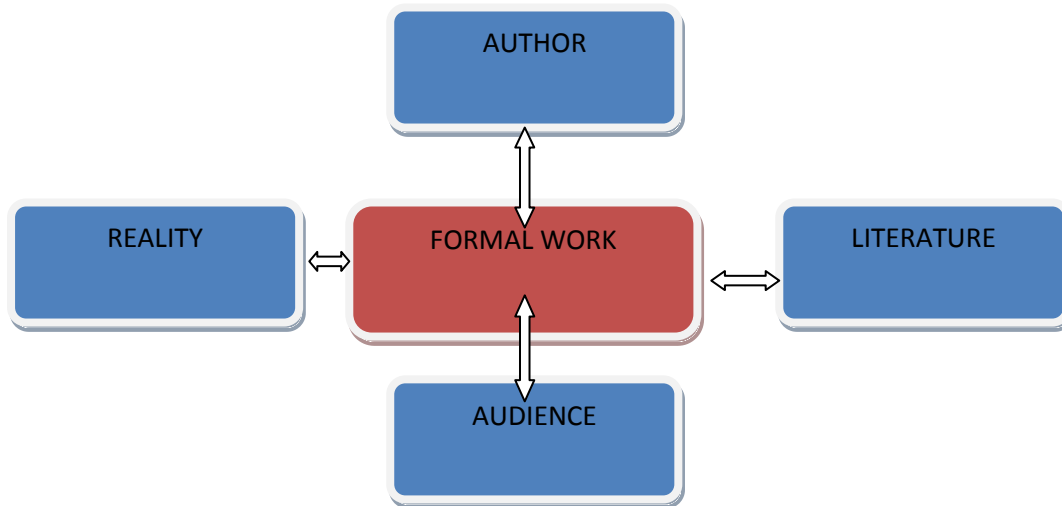 AUTHOR
REALITY
FORMAL WORK
LITERATURE
AUDIENCE